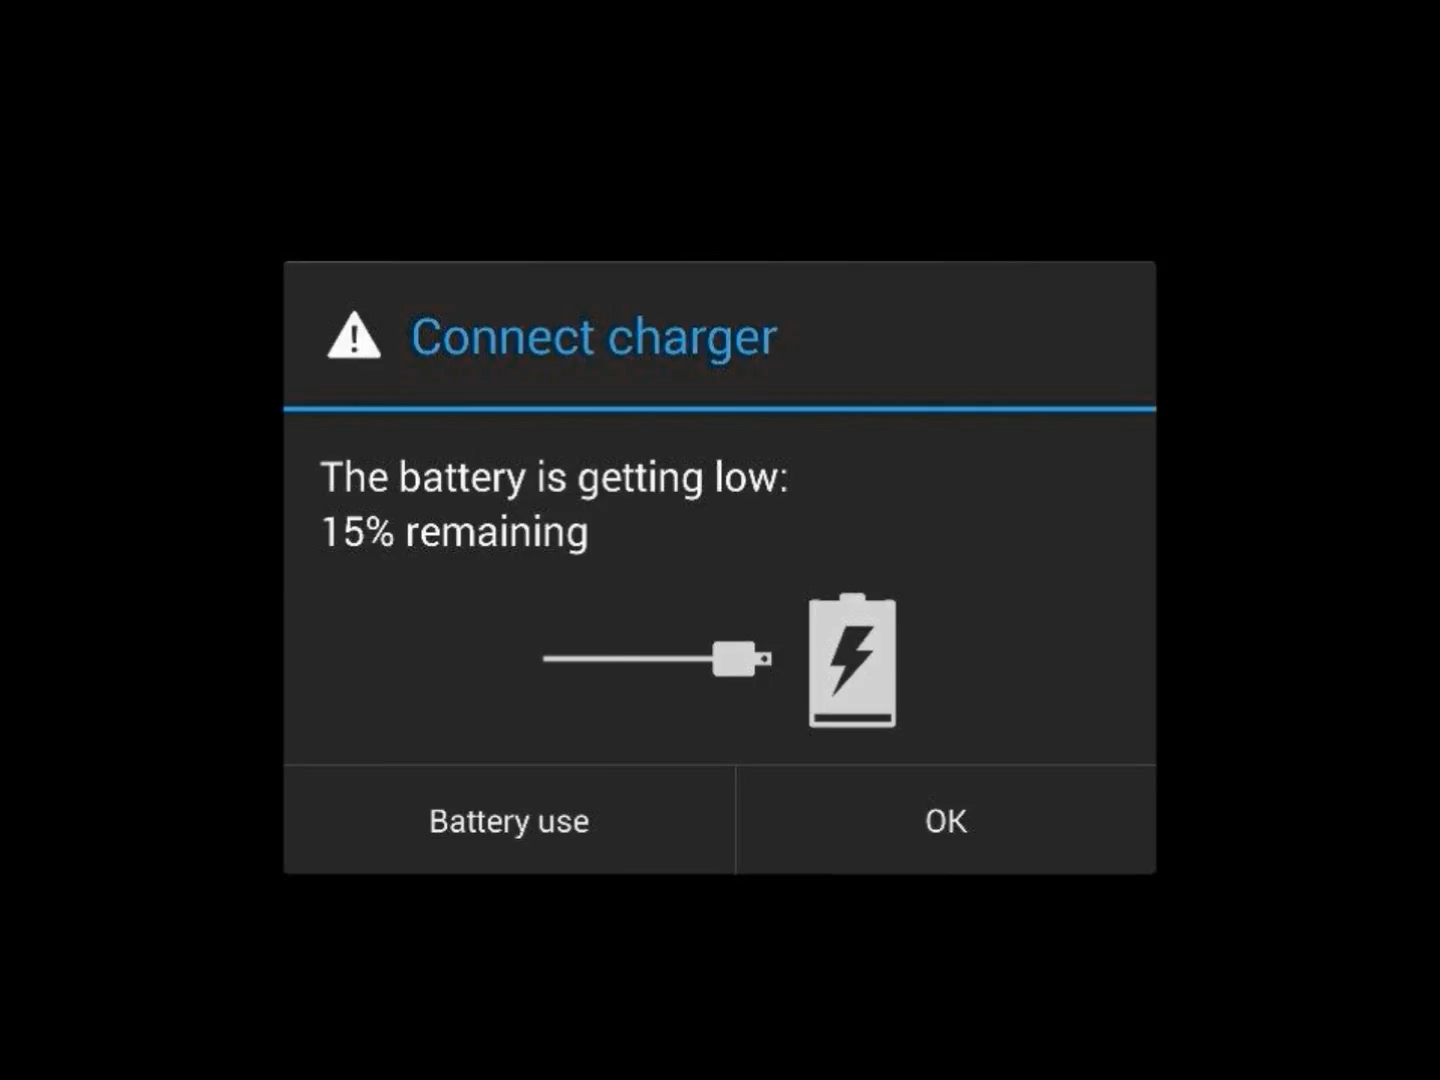 Connect charger
The battery is getting low:
15% remaining
Battery use
OK